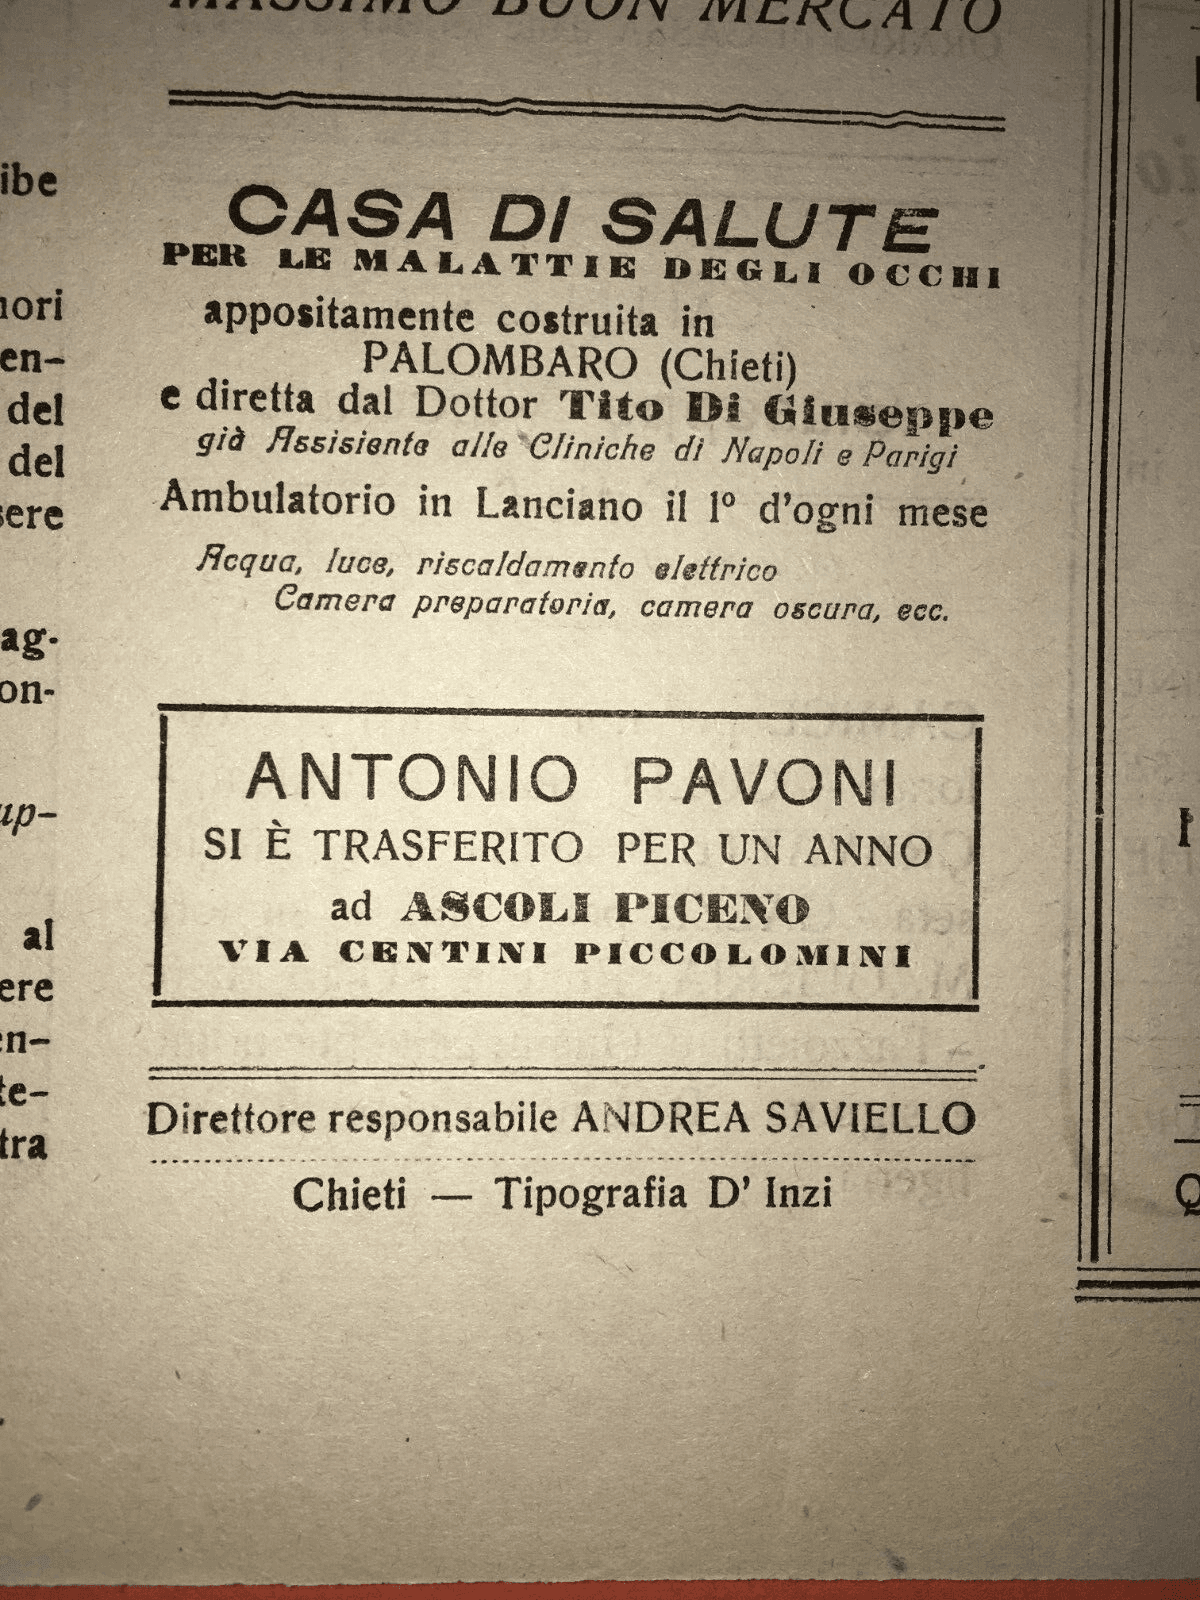 MASSIMO BUON MERCATO
CASA DI SALUTE
PER LE MALATTIE DEGLI OCCHI
appositamente costruita in
PALOMBARO (Chieti)
e diretta dal Dottor Tito Di Giuseppe
già Assisiente alle Cliniche di Napoli e Parigi
Ambulatorio in Lanciano il 1º d'ogni mese
Acqua, luce, riscaldamento elettrico
Camera preparatoria, camera oscura, ecc.
ANTONIO PAVONI
SI È TRASFERITO PER UN ANNO
ad ASCOLI PICENO
VIA CENTINI PICCOLOMINI
Direttore responsabile ANDREA SAVIELLO
Chieti — Tipografia D' Inzi
ibe
nori
en-
del
del
sere
ag-
on-
up-
al
ere
en-
te-
tra